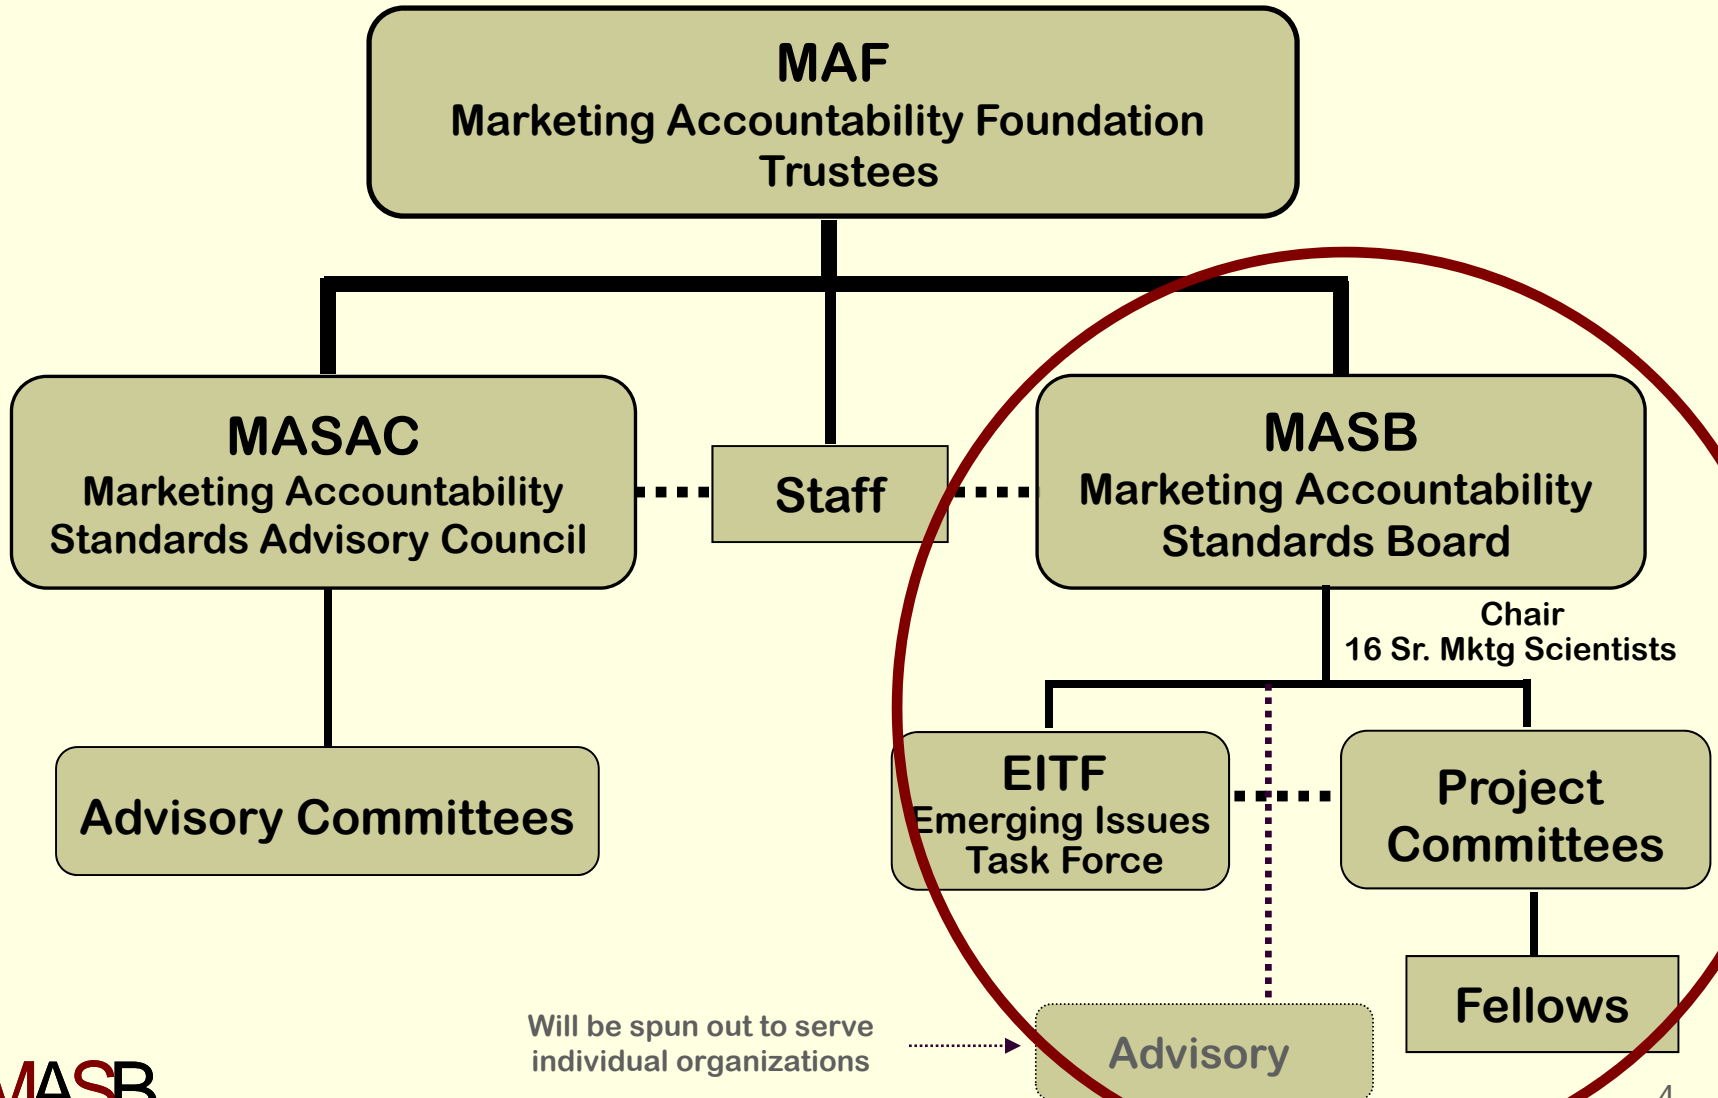 MAF
Marketing Accountability Foundation
Trustees
MASAC
Marketing Accountability
Standards Advisory Council
Staff
MASB
Marketing Accountability
Standards Board
Chair
16 Sr. Mktg Scientists
Advisory Committees
EITF
Emerging Issues
Task Force
Project
Committees
Fellows
Will be spun out to serve
individual organizations
Advisory
MASB
4